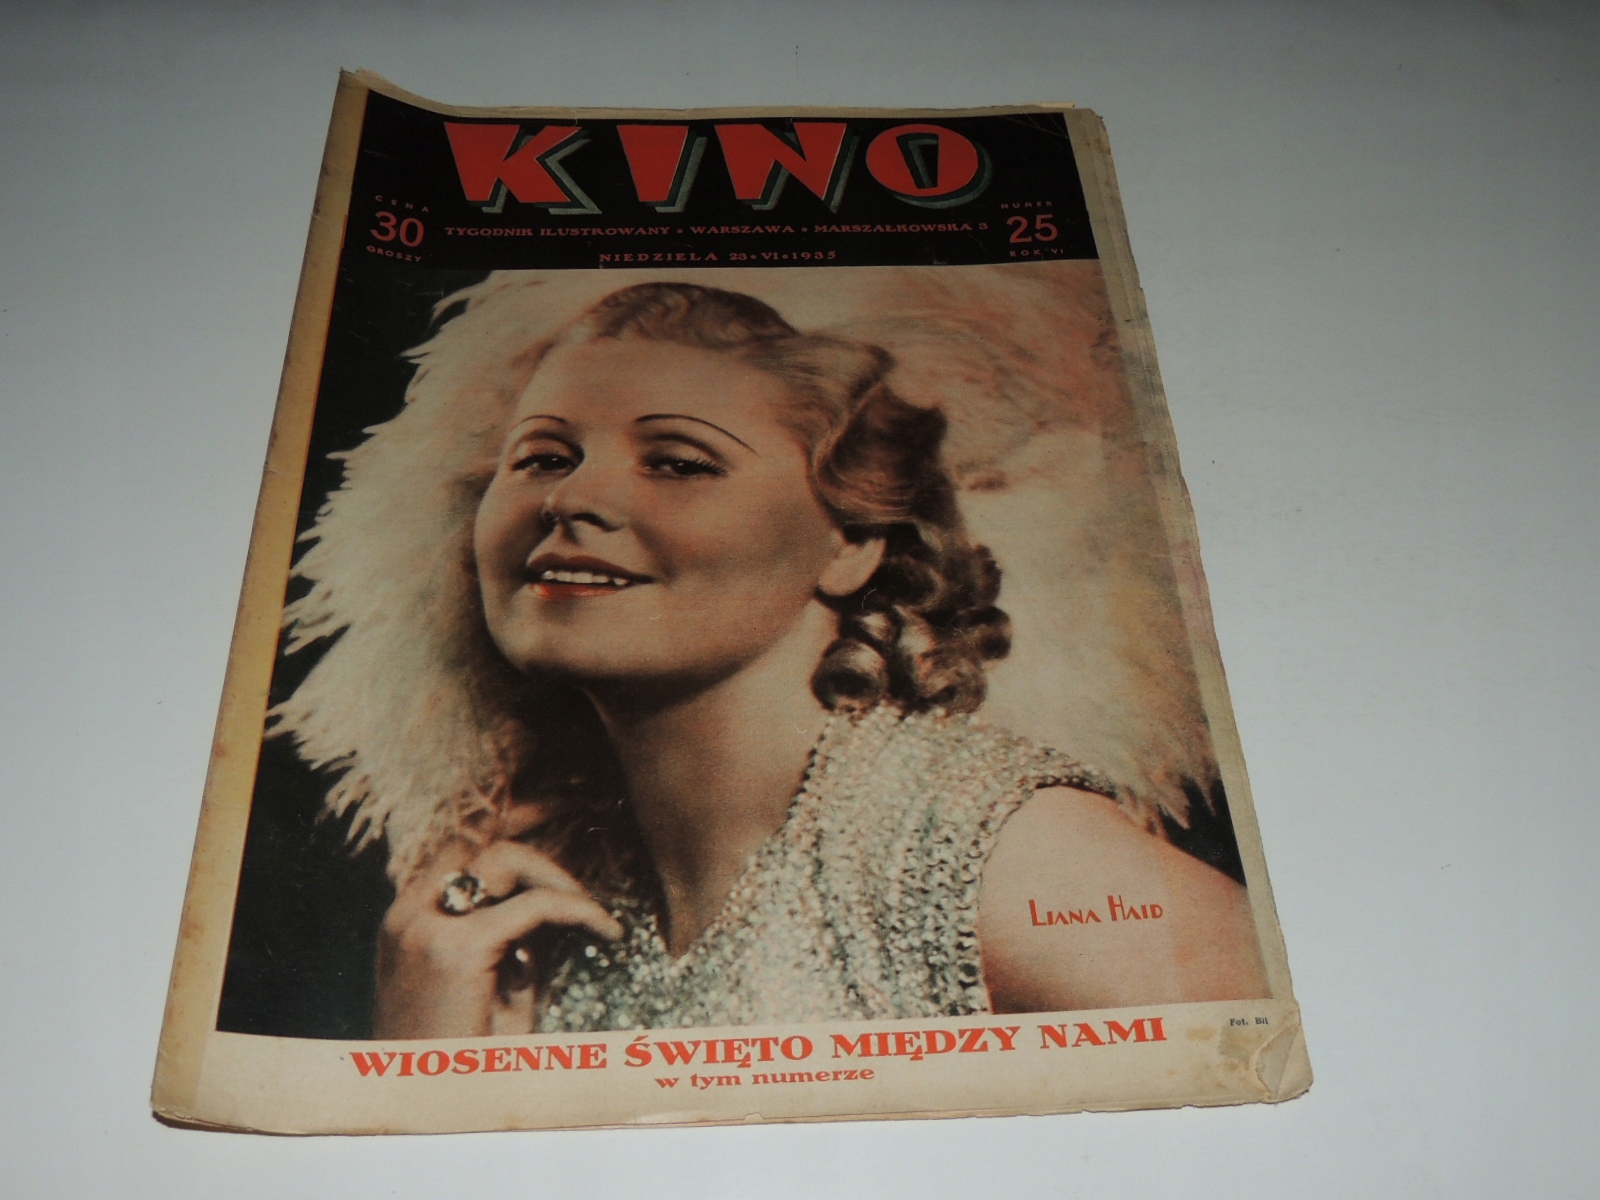 KINO
CENA
30
GROSZY
TYGODNIK ILUSTROWANY • WARSZAWA • MARSZAŁKOWSKA 3
NIEDZIELA 23•VI•1935
NUMER
25
ROK VI
LIANA HAID
Fot. Bil
WIOSENNE ŚWIĘTO MIĘDZY NAMI
w tym numerze